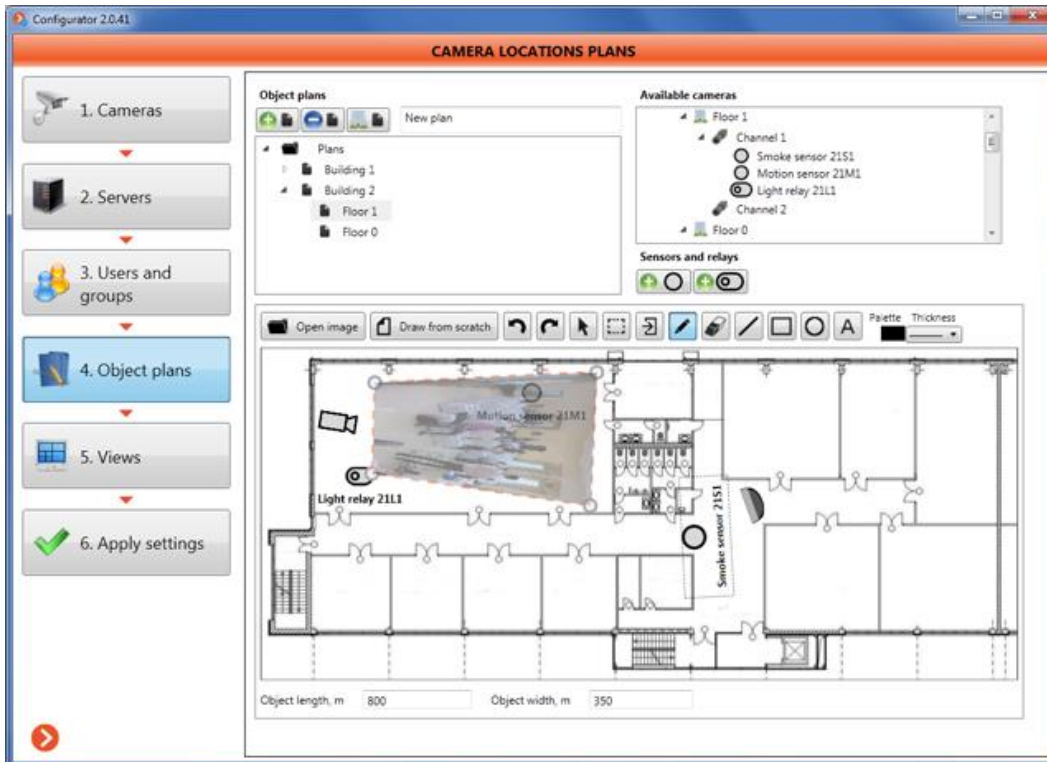 Configurator 2.0.41
CAMERA LOCATIONS PLANS
1. Cameras
2. Servers
3. Users and
groups
4. Object plans
5. Views
6. Apply settings
Object plans
New plan
Plans
Building 1
Building 2
Floor 1
Floor 0
Available cameras
Floor 1
Channel 1
Smoke sensor 21S1
Motion sensor 21M1
Light relay 21L1
Channel 2
Floor 0
Sensors and relays
Open image
Draw from scratch
A
Palette
Thickness
Motion sensor 21M1
Light relay 21L1
Smoke sensor 21S1
Object length, m 800
Object width, m 350